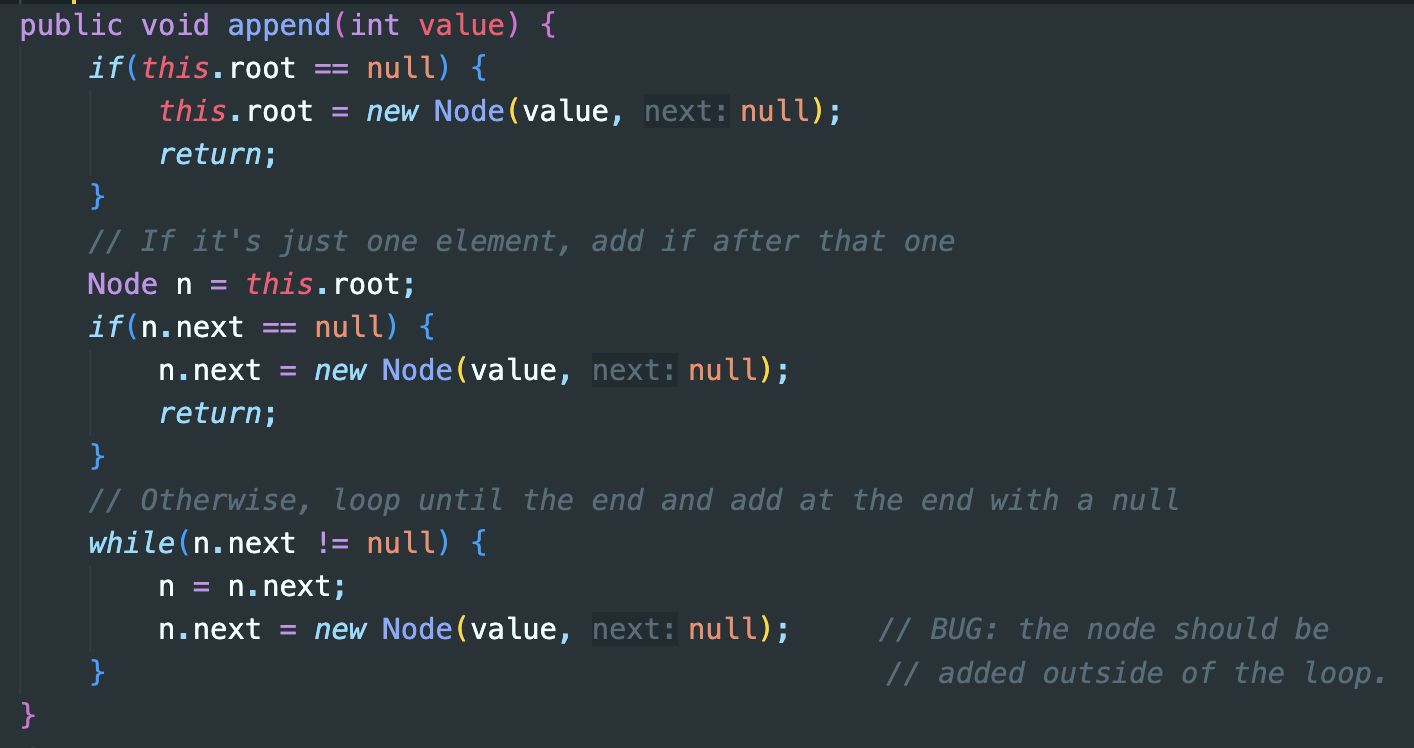 public void append(int value) {
if(this.root == null) {
this.root = new Node(value, next: null);
return;
}
// If it's just one element, add if after that one
Node n = this.root;
if(n.next == null) {
n.next = new Node(value, next: null);
return;
}
// Otherwise, loop until the end and add at the end with a null
while(n.next != null) {
n = n.next;
n.next = new Node(value, next: null); // BUG: the node should be
} // added outside of the loop.
}